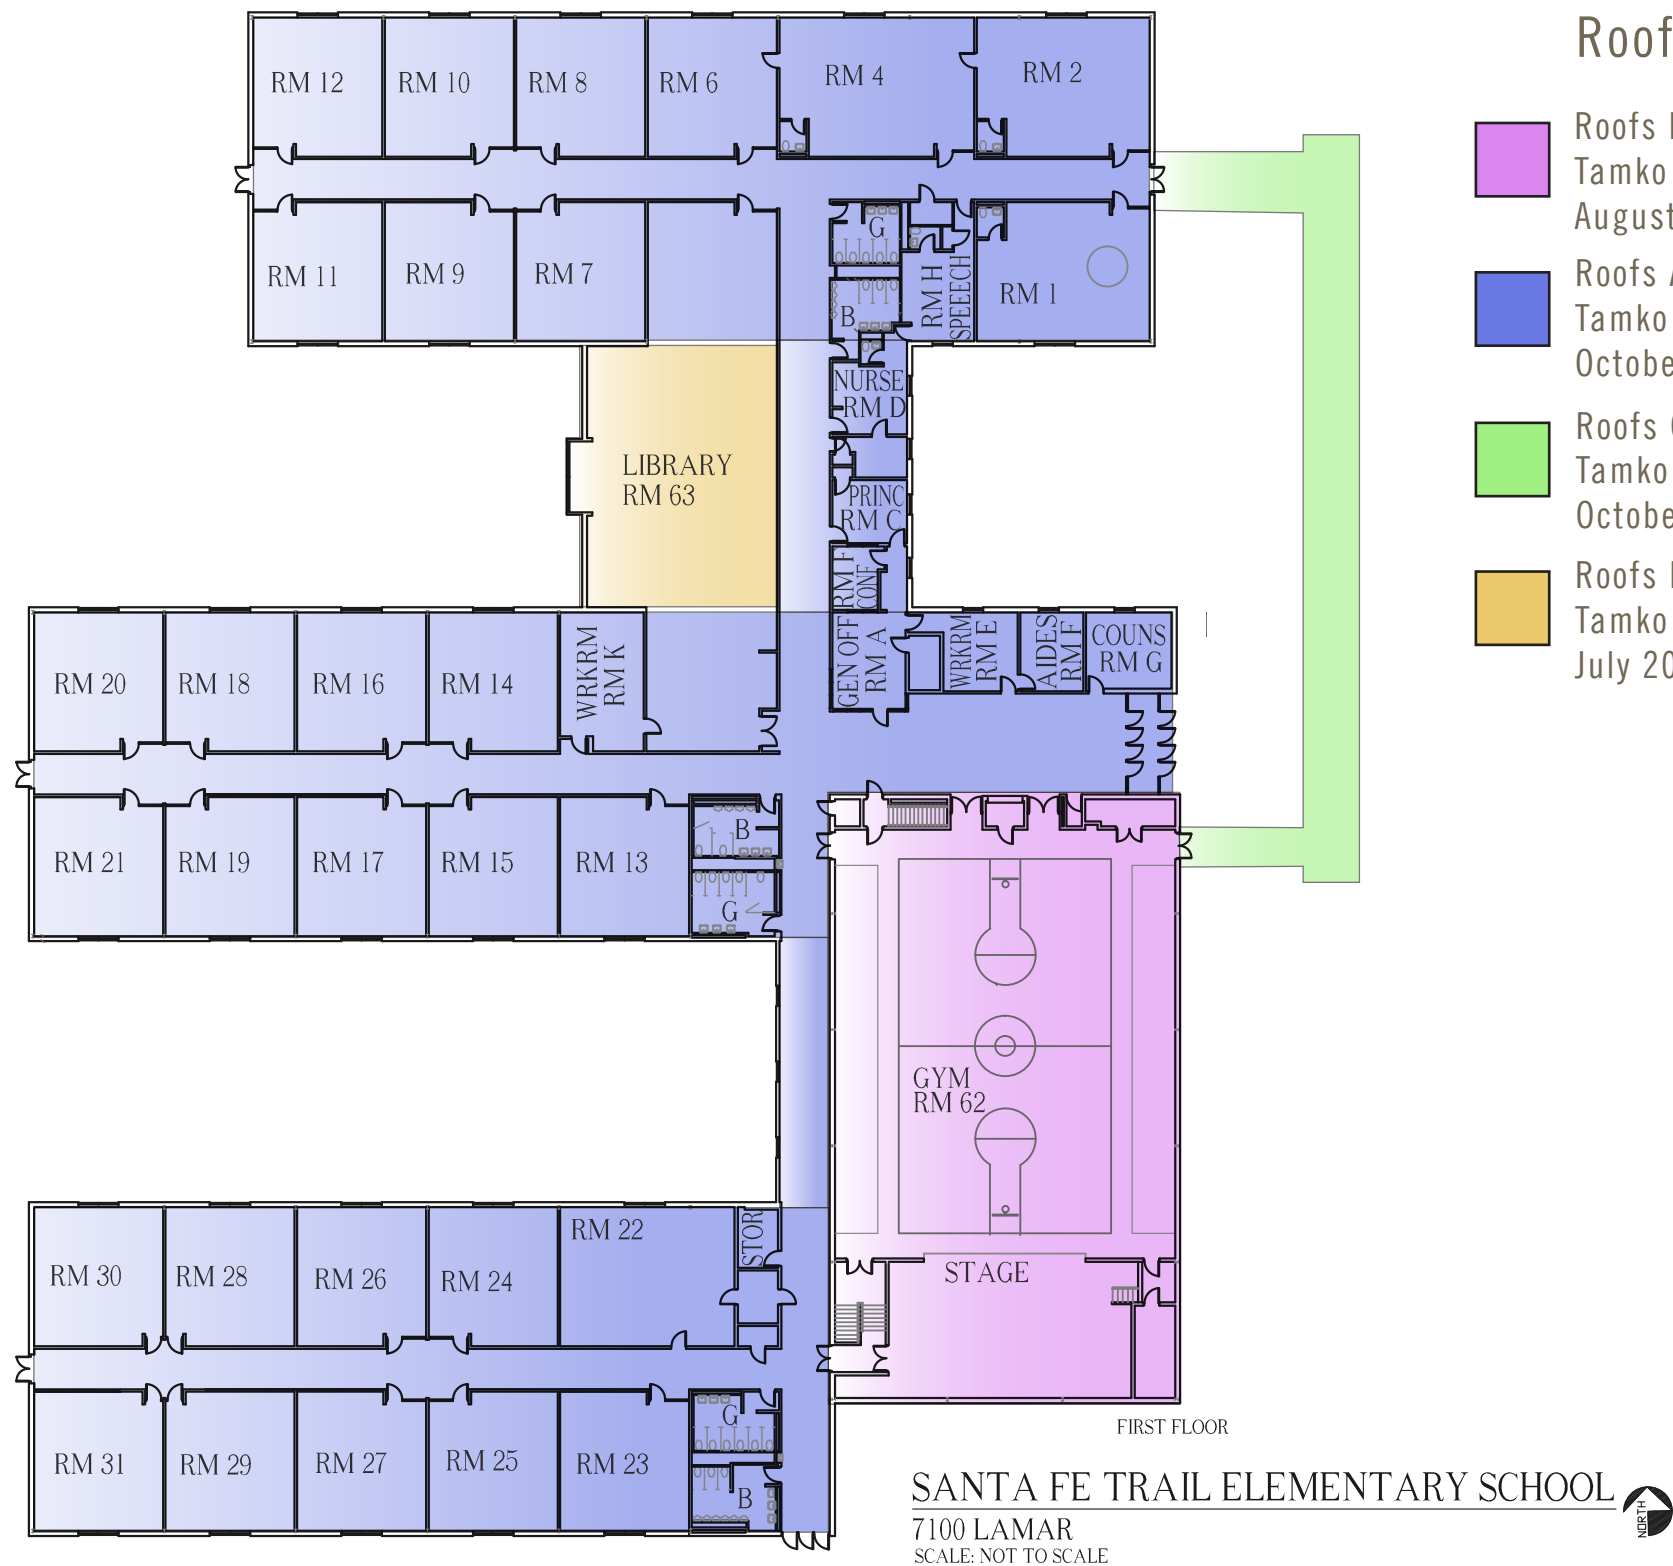 Roof
Roofs
Tamko
August
Roofs
Tamko
Octobe
Roofs
Tamko
Octobe
Roofs
Tamko
July 20
RM 12
RM 10
RM 8
RM 6
RM 4
RM 2
RM 11
RM 9
RM 7
G
B
RM H
SPEEECH
RM 1
NURSE
RM D
LIBRARY
RM 63
PRINC
RM C
RM F
CONF
GEN OFF
RM A
WRKRM
RM E
AIDES
RM F
COUNS
RM G
RM 20
RM 18
RM 16
RM 14
WRKRM
RM K
RM 21
RM 19
RM 17
RM 15
RM 13
B
G
GYM
RM 62
STAGE
RM 30
RM 28
RM 26
RM 24
RM 22
STOR
RM 31
RM 29
RM 27
RM 25
RM 23
G
B
FIRST FLOOR
SANTA FE TRAIL ELEMENTARY SCHOOL
7100 LAMAR
SCALE: NOT TO SCALE
NORTH